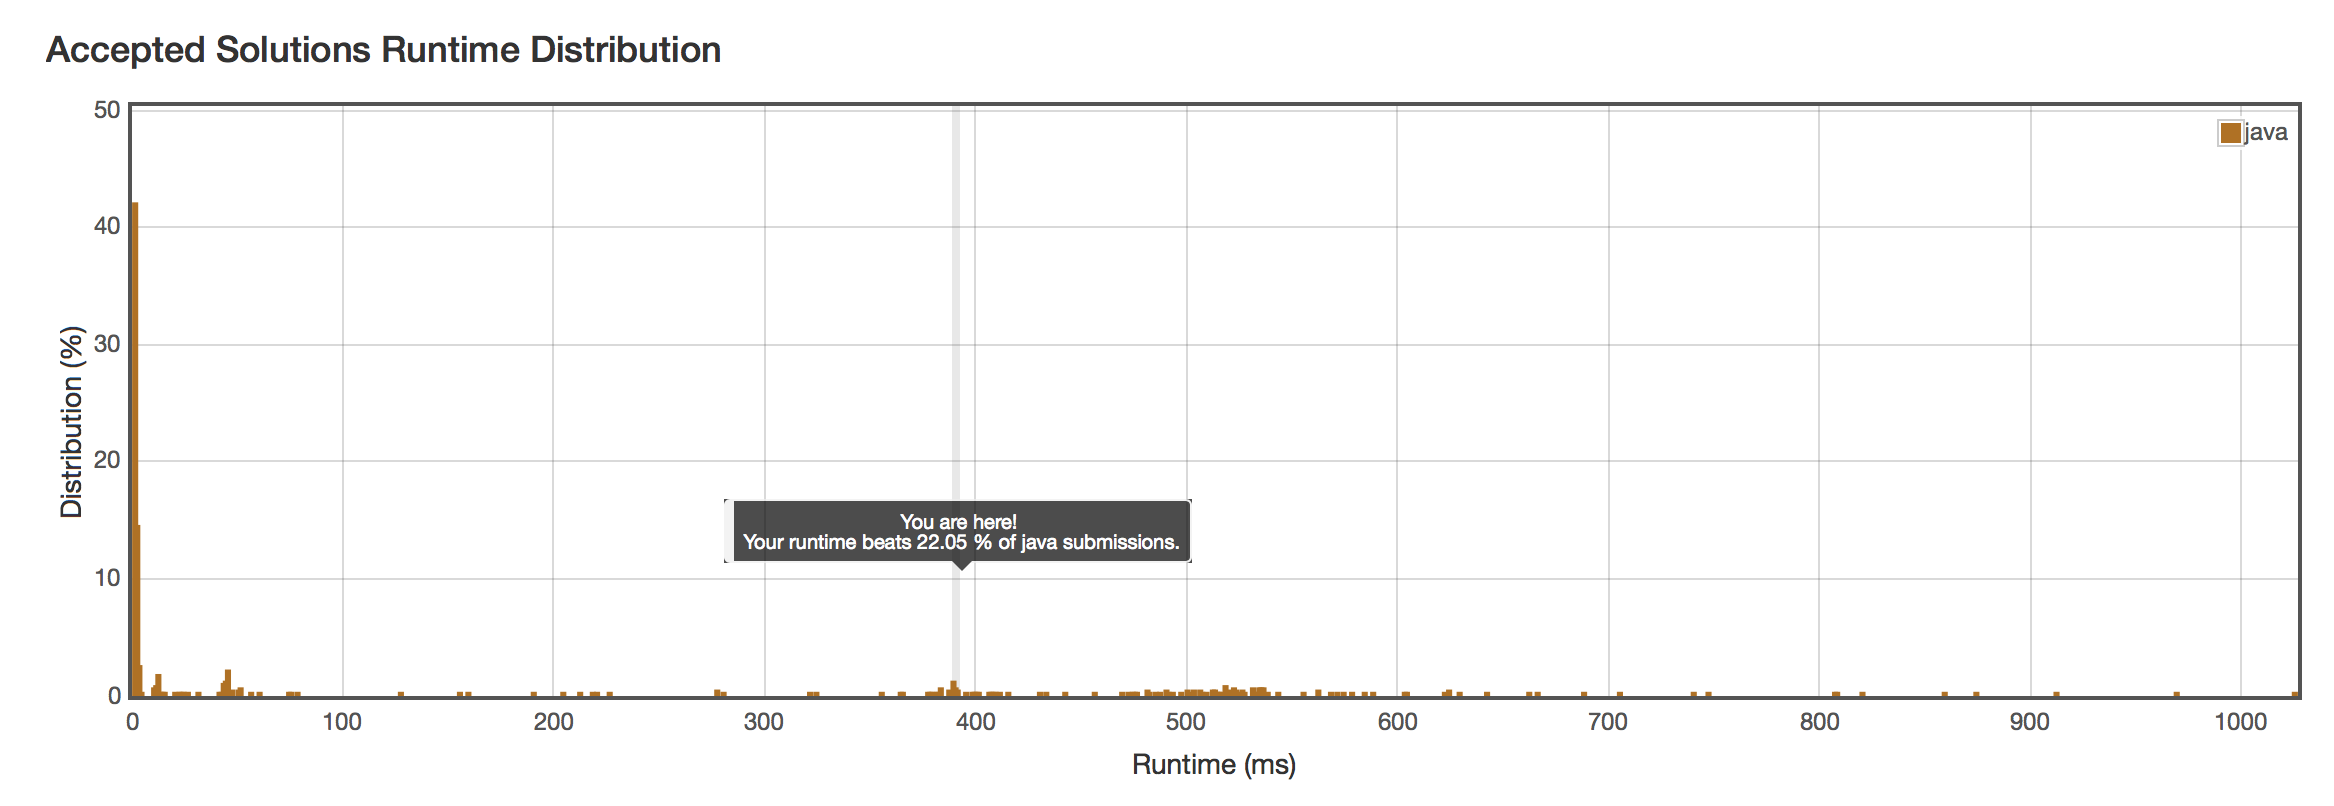 Accepted Solutions Runtime Distribution
50
java
40
30
20
10
0
Distribution (%)
You are here!
Your runtime beats 22.05 % of java submissions.
0 100 200 300 400 500 600 700 800 900 1000
Runtime (ms)